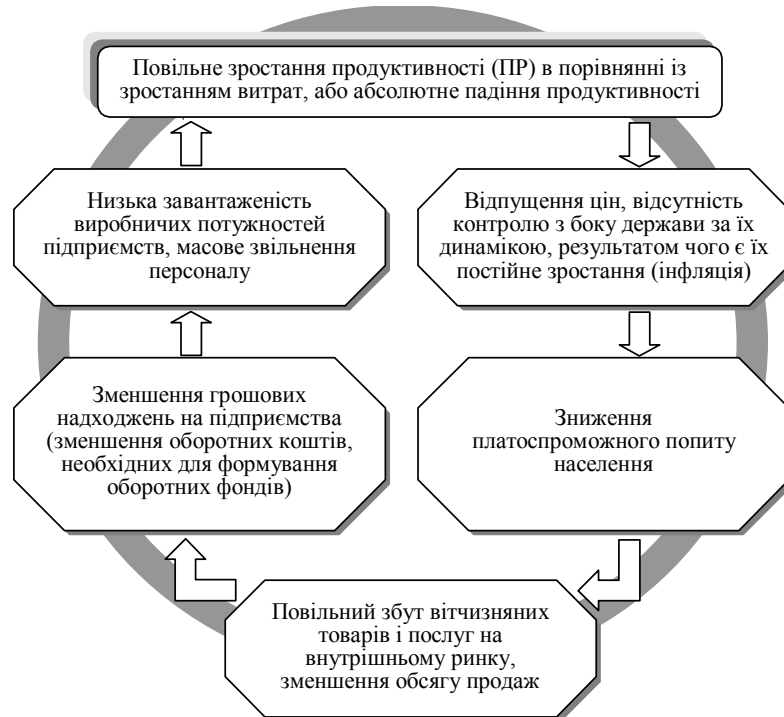 Повільне зростання продуктивності (ПР) в порівнянні із
зростанням витрат, або абсолютне падіння продуктивності
Відпущення цін, відсутність
контролю з боку держави за їх
динамікою, результатом чого є їх
постійне зростання (інфляція)
Зниження
платоспроможного попиту
населення
Повільний збут вітчизняних
товарів і послуг на
внутрішньому ринку,
зменшення обсягу продаж
Зменшення грошових
надходжень на підприємства
(зменшення оборотних коштів,
необхідних для формування
оборотних фондів)
Низька завантаженість
виробничих потужностей
підприємств, масове звільнення
персоналу